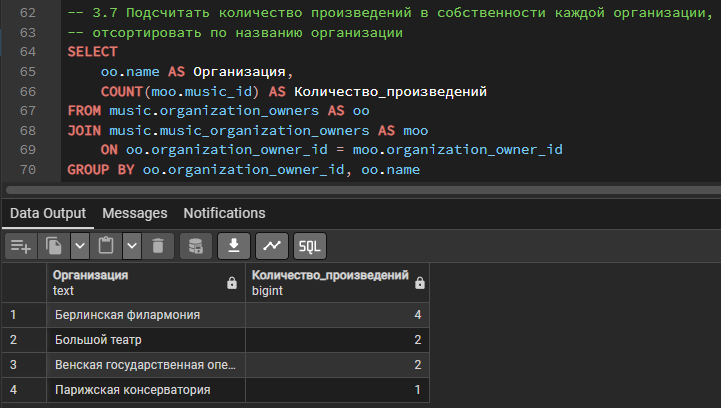 62 -- 3.7 Подсчитать количество произведений в собственности каждой организации,
63 -- отсортировать по названию организации
64 SELECT
65 oo.name AS Организация,
66 COUNT(moo.music_id) AS Количество_произведений
67 FROM music.organization_owners AS oo
68 JOIN music.music_organization_owners AS moo
69 ON oo.organization_owner_id = moo.organization_owner_id
70 GROUP BY oo.organization_owner_id, oo.name
Data Output Messages Notifications
SQL
Организация Количество_произведений
text bigint
1 Берлинская филармония 4
2 Большой театр 2
3 Венская государственная опе... 2
4 Парижская консерватория 1